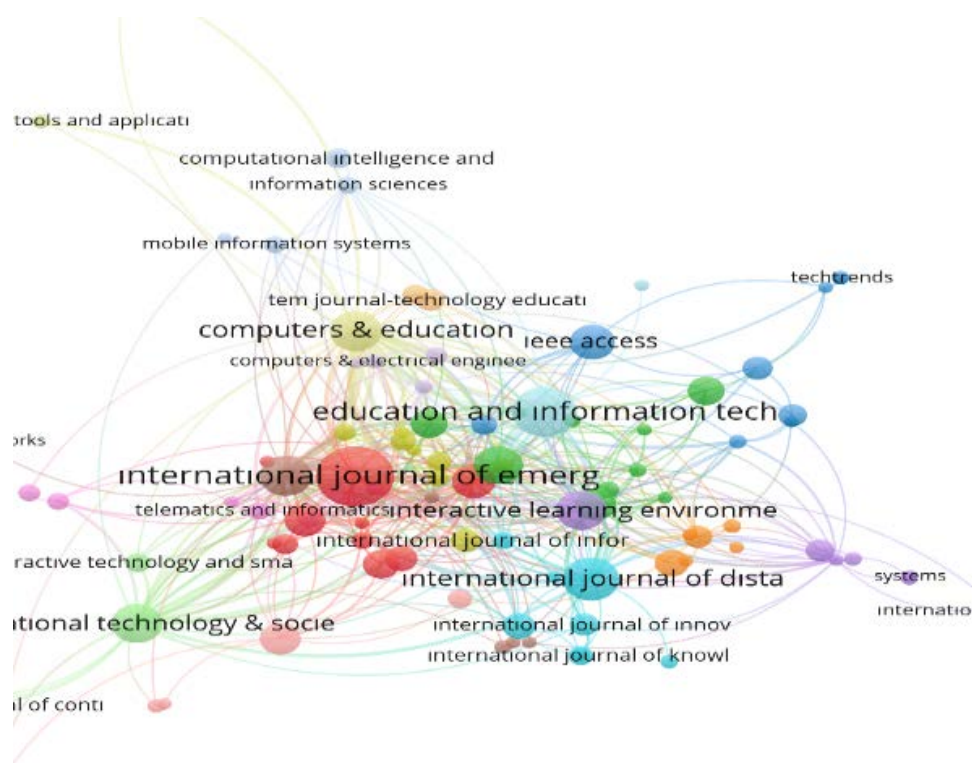 tools and applicati
computational intelligence and
information sciences
mobile information systems
techtrends
tem journal-technology educati
computers & education
ieee access
computers & electrical enginee
education and information tech
orks
international journal of emerg
telematics and informatics
interactive learning environme
international journal of infor
ractive technology and sma
international journal of dista
systems
internatio
tional technology & socie
international journal of innov
international journal of knowl
al of conti